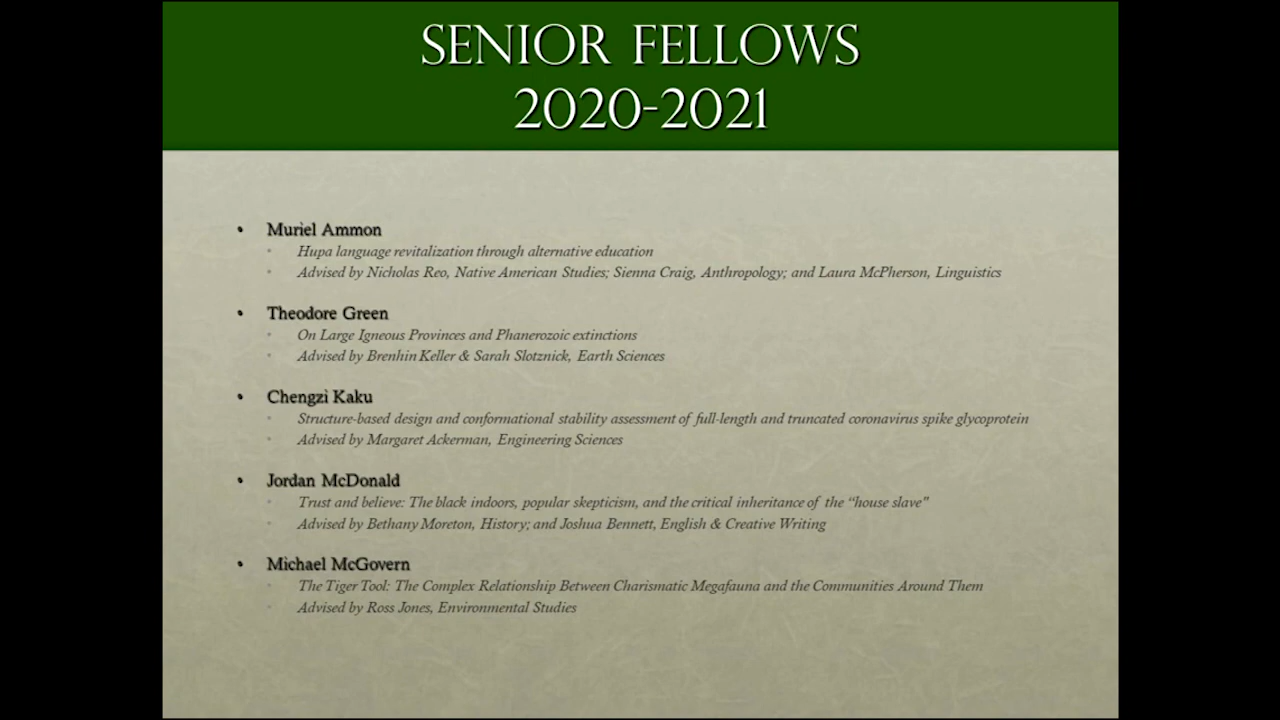 SENIOR FELLOWS
2020-2021
• Muriel Ammon
• Hupa language revitalization through alternative education
• Advised by Nicholas Reo, Native American Studies; Sienna Craig, Anthropology; and Laura McPherson, Linguistics
• Theodore Green
• On Large Igneous Provinces and Phanerozoic extinctions
• Advised by Brenhin Keller & Sarah Slotznick, Earth Sciences
• Chengzi Kaku
• Structure-based design and conformational stability assessment of full-length and truncated coronavirus spike glycoprotein
• Advised by Margaret Ackerman, Engineering Sciences
• Jordan McDonald
• Trust and believe: The black indoors, popular skepticism, and the critical inheritance of the “house slave”
• Advised by Bethany Moreton, History; and Joshua Bennett, English & Creative Writing
• Michael McGovern
• The Tiger Tool: The Complex Relationship Between Charismatic Megafauna and the Communities Around Them
• Advised by Ross Jones, Environmental Studies